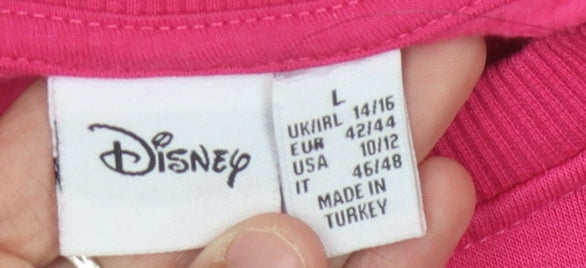 Disney
L
UK/IRL 14/16
EUR 42/44
USA 10/12
IT 46/48
MADE IN
TURKEY